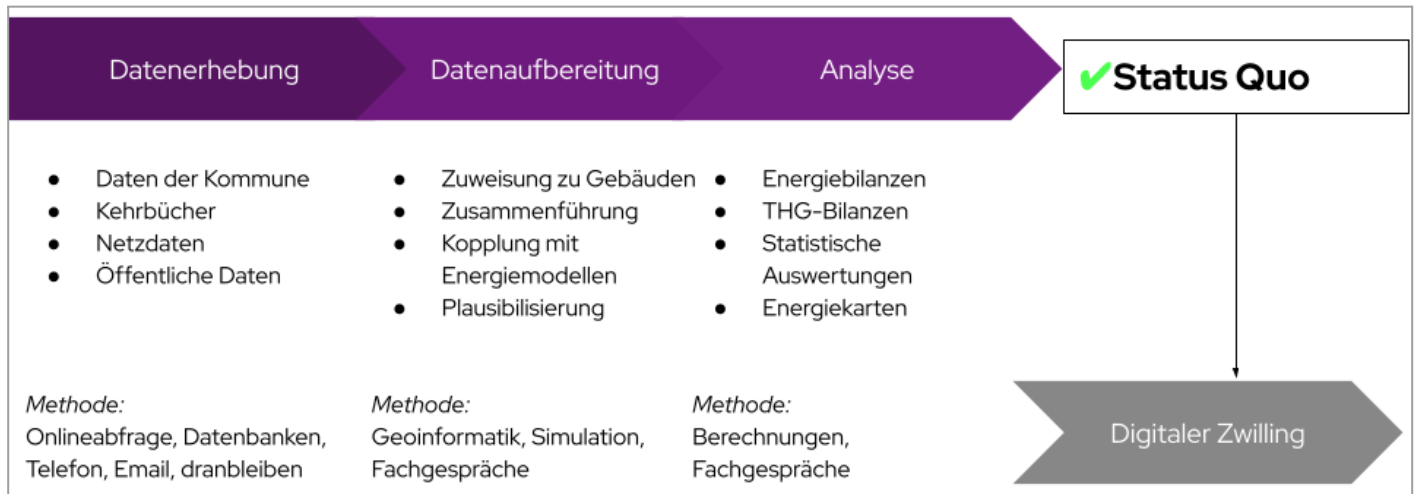 Datenerhebung
Datenaufbereitung
Analyse
✔Status Quo
● Daten der Kommune
● Kehrbücher
● Netzdaten
● Öffentliche Daten
Methode:
Onlineabfrage, Datenbanken,
Telefon, Email, dranbleiben
● Zuweisung zu Gebäuden
● Zusammenführung
● Kopplung mit
Energiemodellen
● Plausibilisierung
Methode:
Geoinformatik, Simulation,
Fachgespräche
● Energiebilanzen
● THG-Bilanzen
● Statistische
Auswertungen
● Energiekarten
Methode:
Berechnungen,
Fachgespräche
Digitaler Zwilling